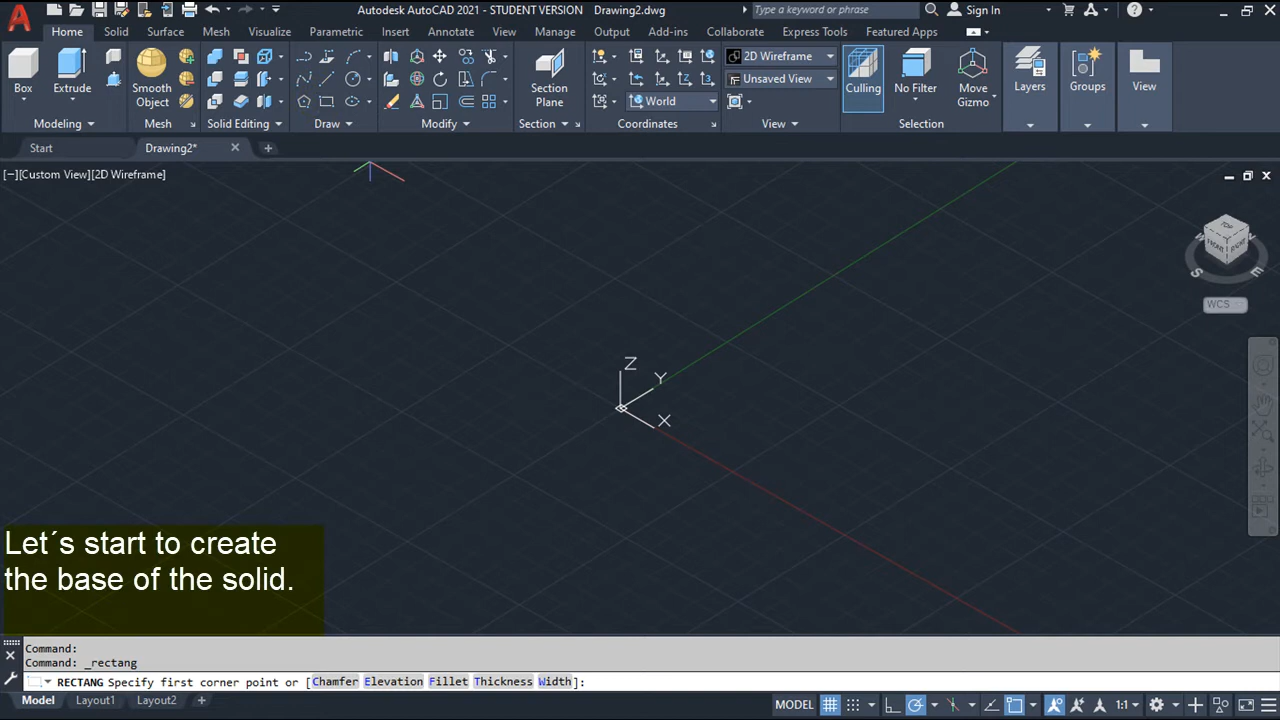 Autodesk AutoCAD 2021 - STUDENT VERSION Drawing2.dwg
Type a keyword or phrase
Sign In
Home Solid Surface Mesh Visualize Parametric Insert Annotate View Manage Output Add-ins Collaborate Express Tools Featured Apps
Box
Extrude
Smooth Object
Section Plane
World
2D Wireframe
Unsaved View
Culling
No Filter
Move Gizmo
Layers
Groups
View
Modeling Mesh Solid Editing Draw Modify Section Coordinates View Selection
Start Drawing2*
[−][Custom View][2D Wireframe]
TOP
FRONT
RIGHT
S
E
WCS
Z
Y
X
Let´s start to create
the base of the solid.
Command:
Command: _rectang
RECTANG Specify first corner point or [Chamfer Elevation Fillet Thickness Width]:
Model Layout1 Layout2 +
MODEL
1:1